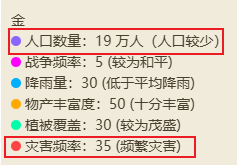 金
人口数量：19 万人（人口较少）
战争频率：5 (较为和平)
降雨量：30 (低于平均降雨)
物产丰富度：50 (十分丰富)
植被覆盖：30 (较为茂盛)
灾害频率：35 (频繁灾害)